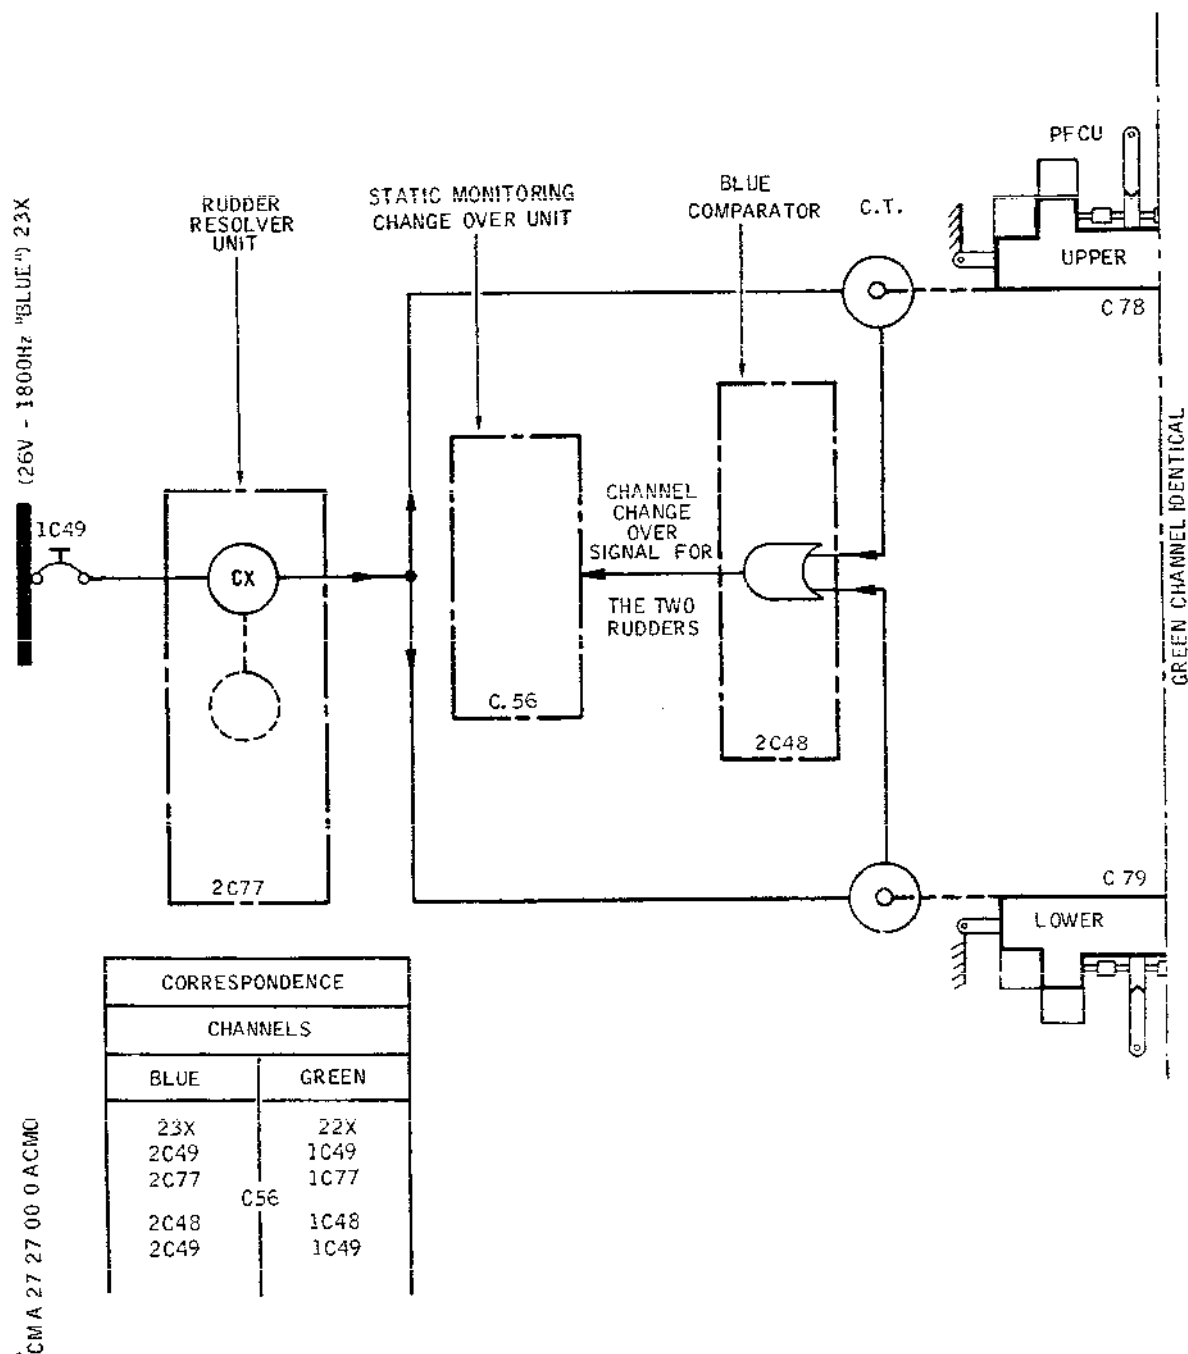 PFCU
RUDDER
RESOLVER
UNIT
STATIC MONITORING
CHANGE OVER UNIT
BLUE
COMPARATOR
C.T.
UPPER
C 78
(26V - 1800Hz "BLUE") 23X
1C49
CX
2C77
CHANNEL
CHANGE
OVER
SIGNAL FOR
THE TWO
RUDDERS
C.56
2C48
GREEN CHANNEL IDENTICAL
C 79
LOWER
CORRESPONDENCE
CHANNELS
BLUE GREEN
23X 22X
2C49 1C49
2C77 1C77
C56
2C48 1C48
2C49 1C49
CM A 27 27 00 0 ACM0